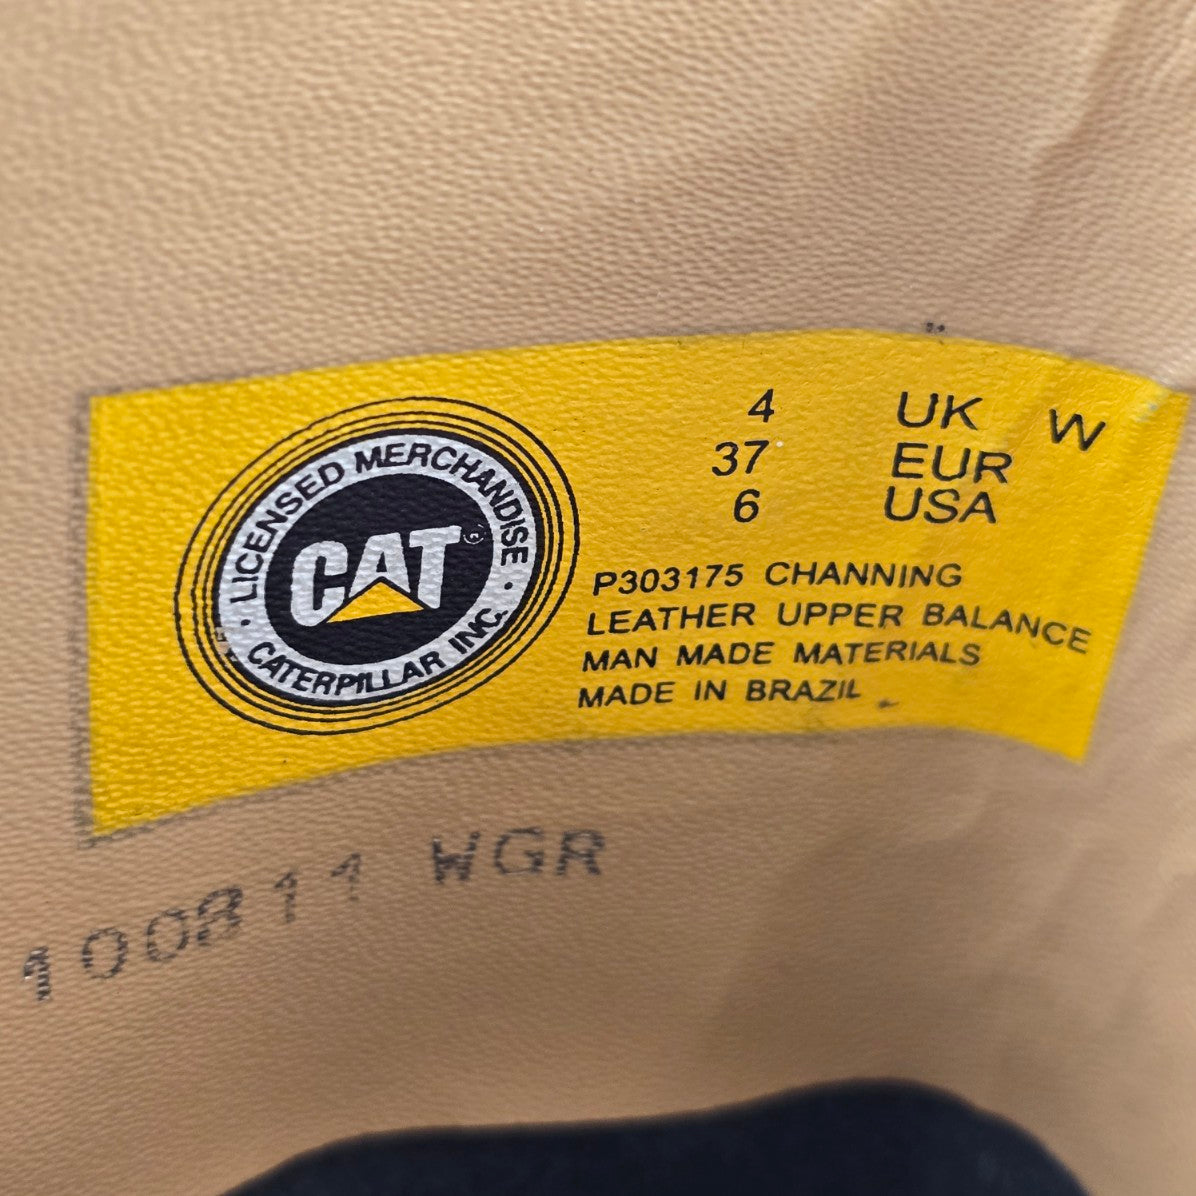 LICENSED MERCHANDISE
CAT®
CATERPILLAR INC.
4 UK W
37 EUR
6 USA
P303175 CHANNING
LEATHER UPPER BALANCE
MAN MADE MATERIALS
MADE IN BRAZIL
100811 WGR